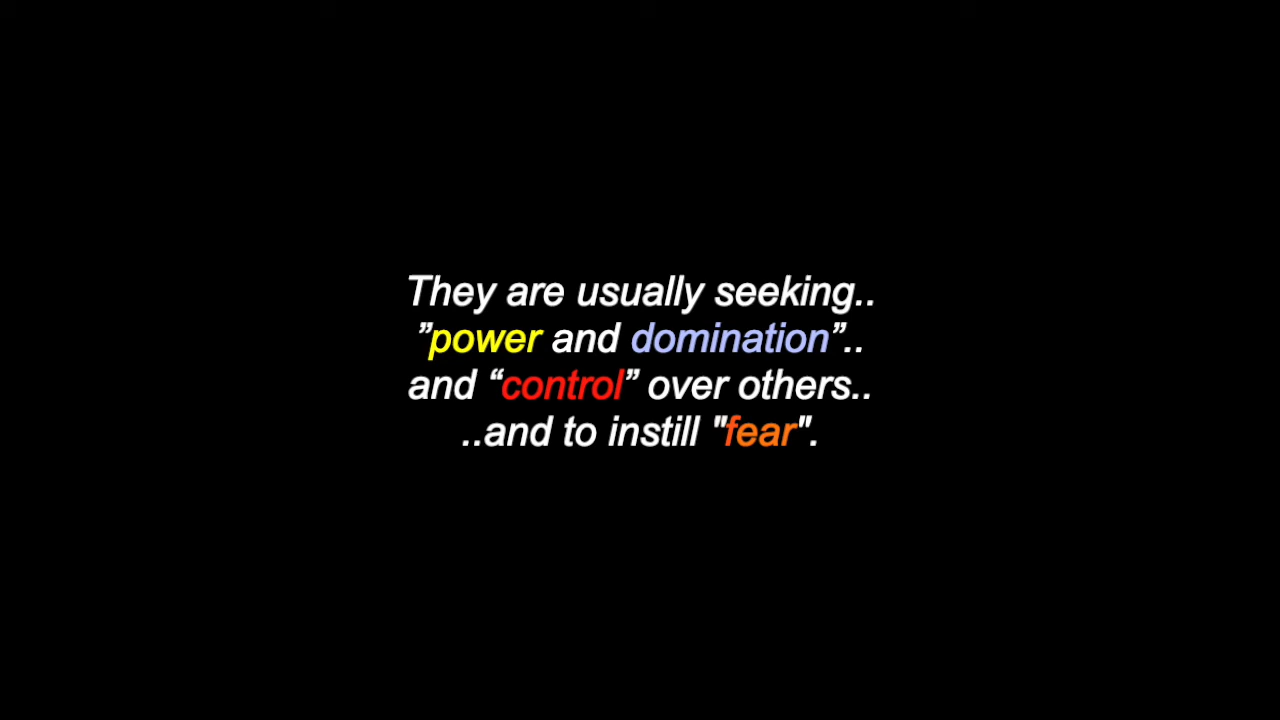 They are usually seeking..
”power and domination”..
and “control” over others..
..and to instill "fear".